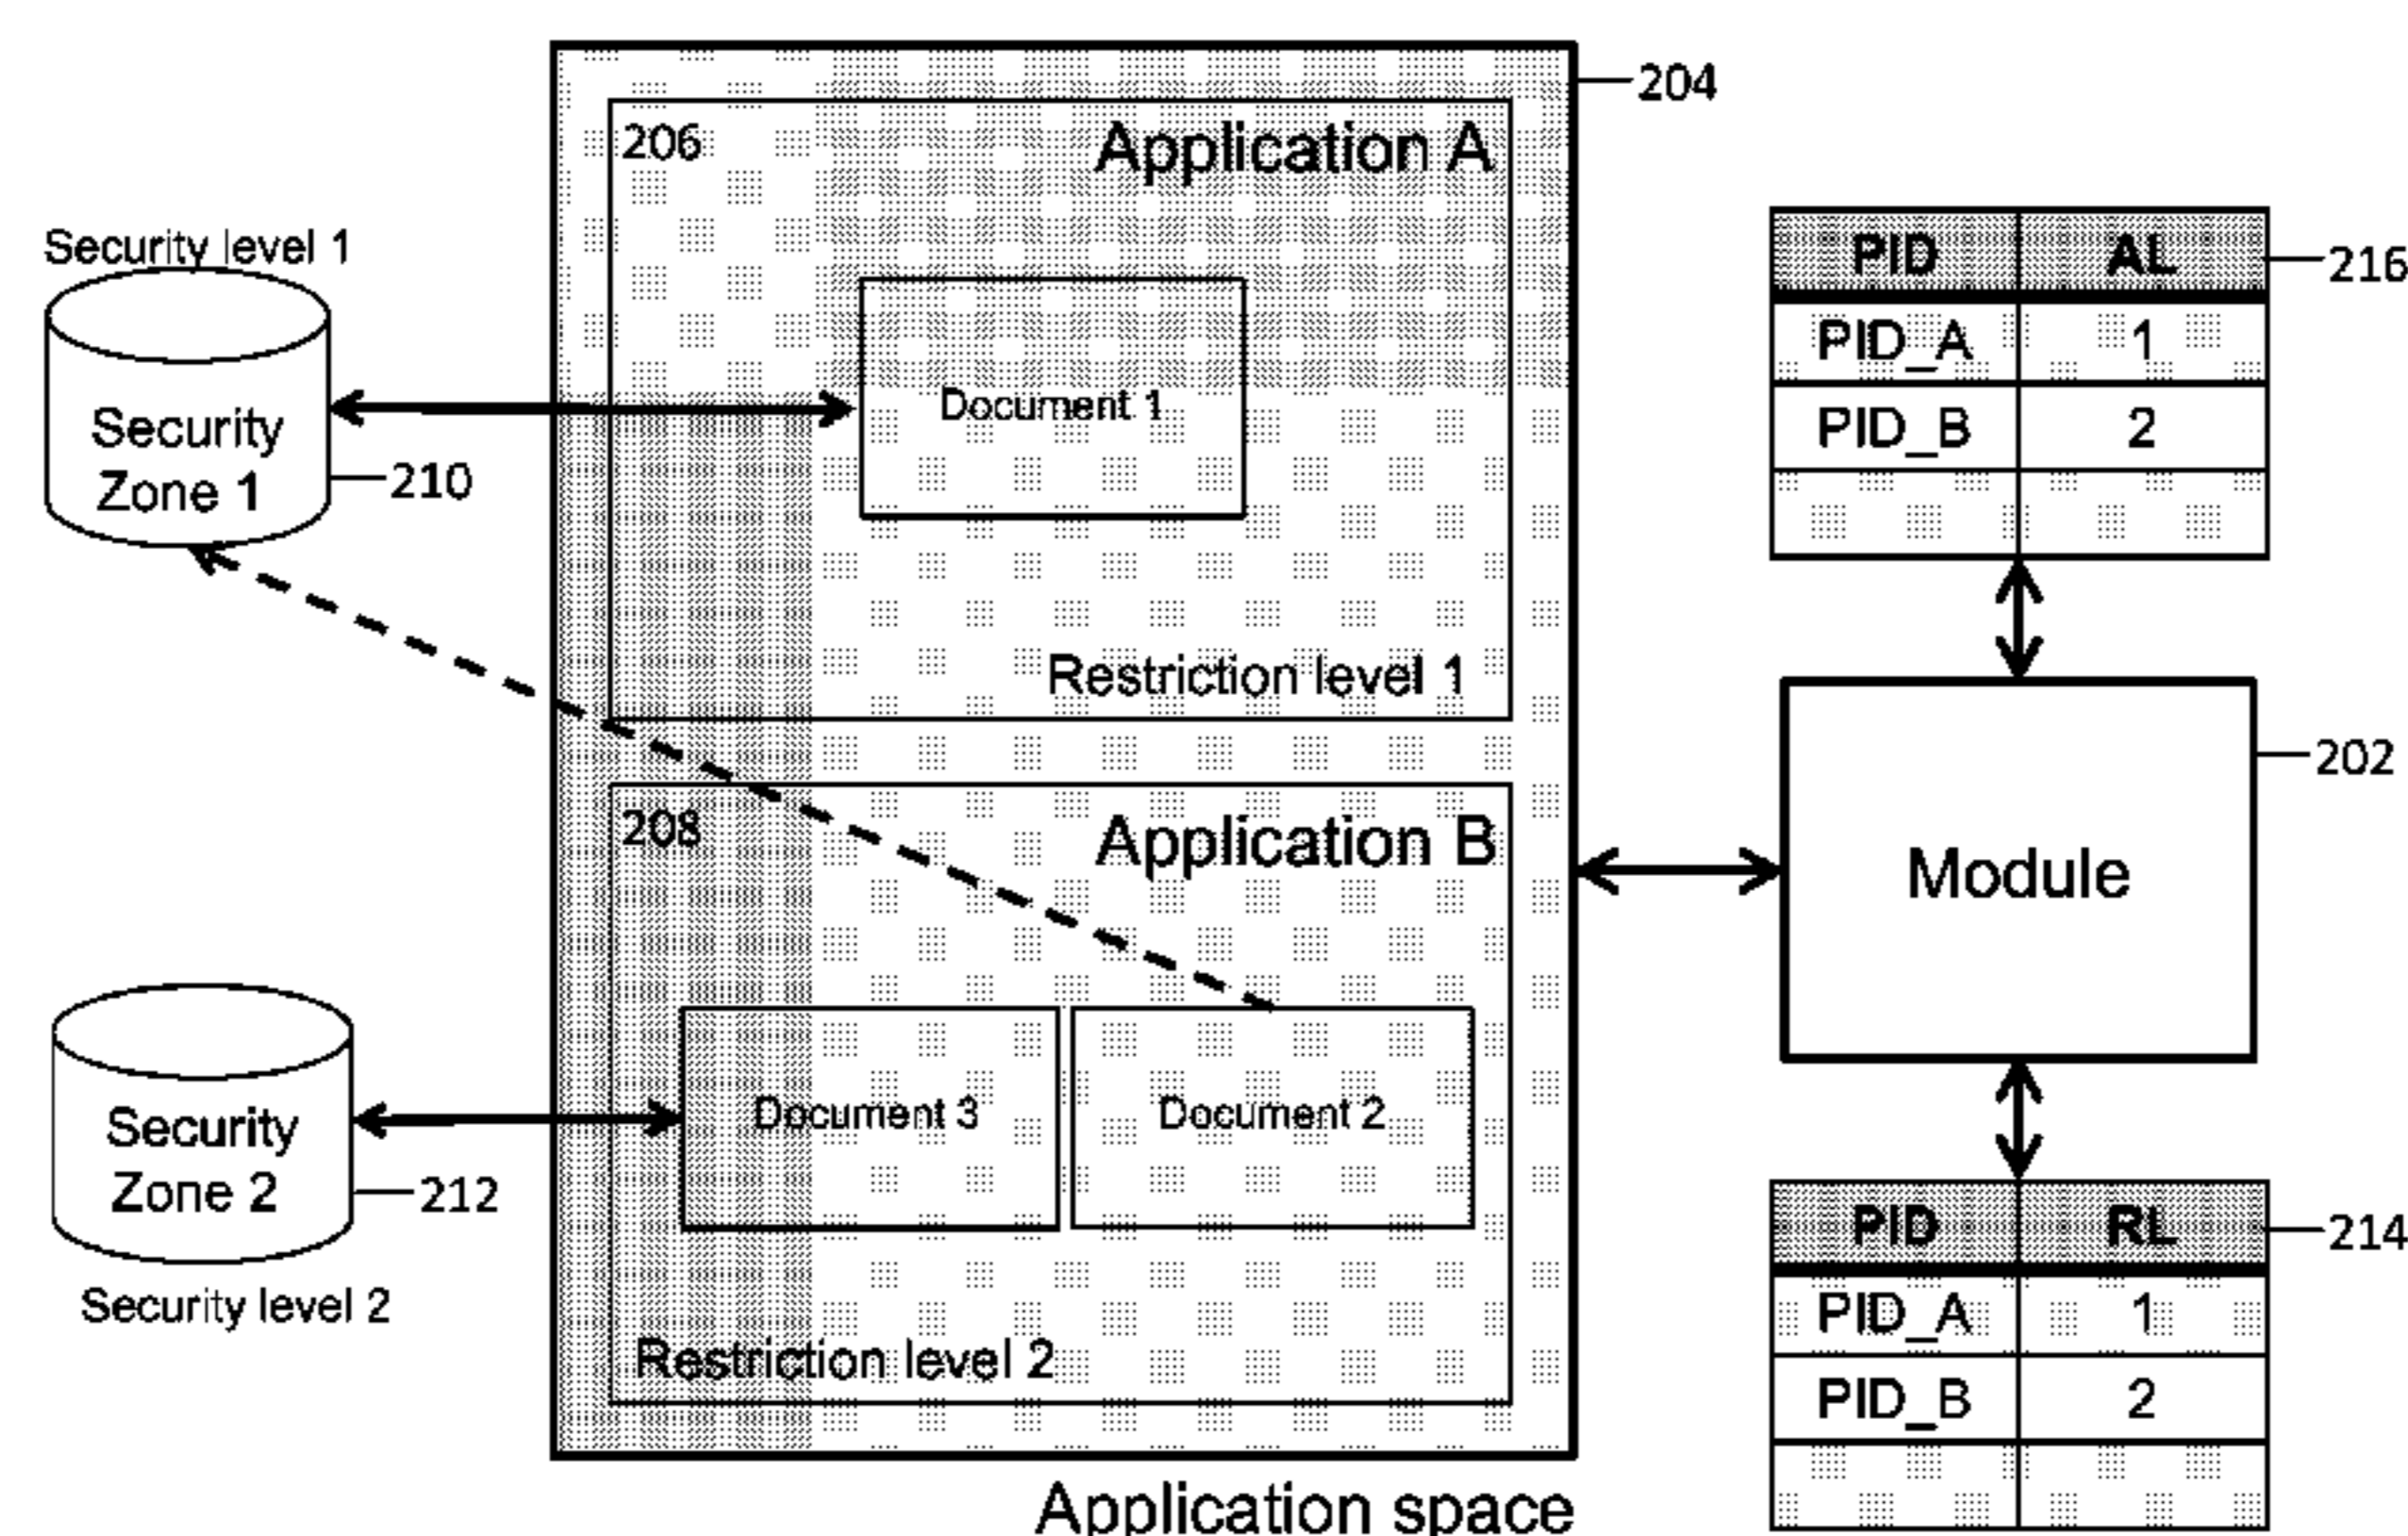 204
206
Application A
Security level 1
Security
Zone 1
210
Document 1
Restriction level 1
PID AL
216
PID_A 1
PID_B 2
202
Module
208
Application B
Security
Zone 2
212
Security level 2
Document 3
Document 2
Restriction level 2
PID RL
214
PID_A 1
PID_B 2
Application space